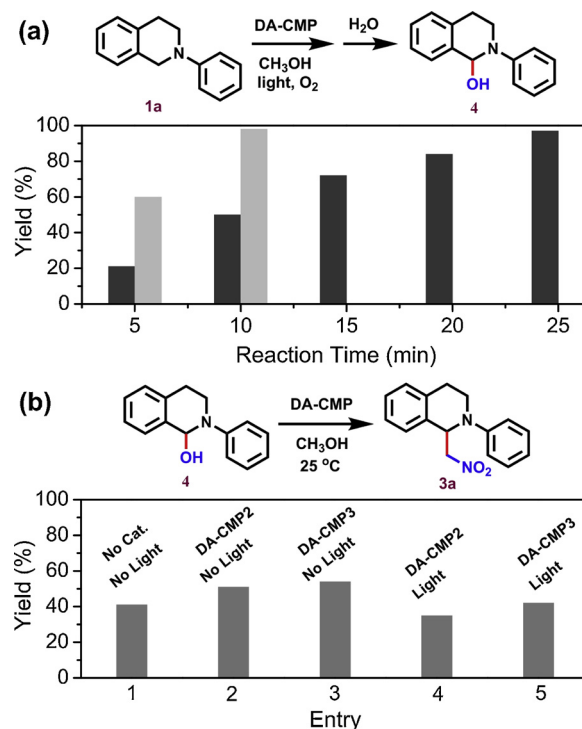 (a)
DA-CMP
H₂O
CH₃OH
light, O₂
N
N
OH
1a
4
Yield (%)
100
80
60
40
20
0
5 10 15 20 25
Reaction Time (min)
(b)
DA-CMP
CH₃OH
25 °C
N
OH
N
NO₂
4
3a
Yield (%)
100
80
60
40
20
0
No Cat.
No Light
DA-CMP2
No Light
DA-CMP3
No Light
DA-CMP2
Light
DA-CMP3
Light
1 2 3 4 5
Entry